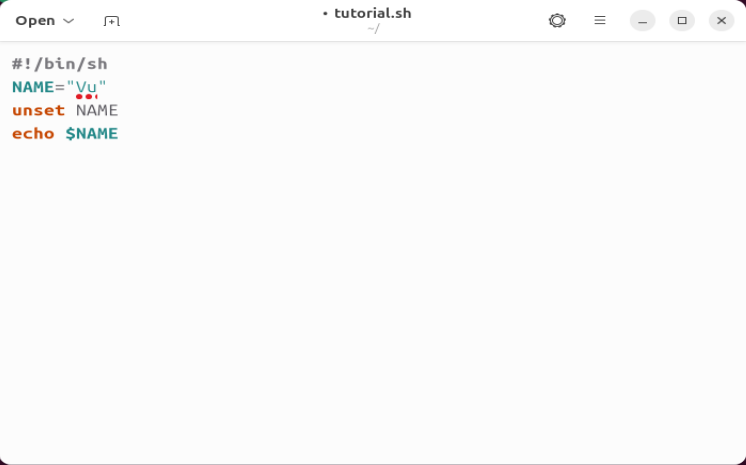 Open
• tutorial.sh
~/
#!/bin/sh
NAME="Vu"
unset NAME
echo $NAME